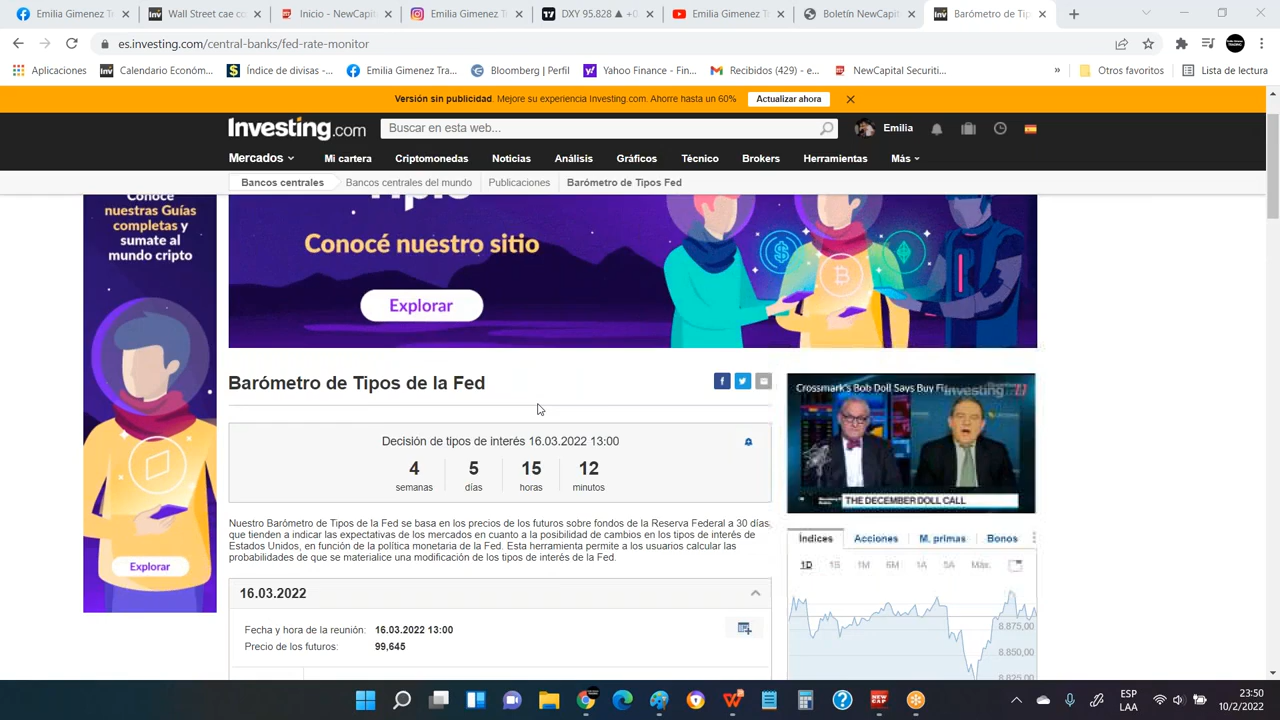 Emilia Gimenez Tr
Wall Street cae co
Inicio - NewCapit
Emilia Gimenez T
DXY 95.828 ▲ +0
Emilia Gimenez T
Boletín NewCapit
Barómetro de Tip
es.investing.com/central-banks/fed-rate-monitor
Aplicaciones
Calendario Económ...
Índice de divisas -...
Emilia Gimenez Tra...
Bloomberg | Perfil
Yahoo Finance - Fin...
Recibidos (429) - e...
NewCapital Securiti...
»
Otros favoritos
Lista de lectura
Versión sin publicidad. Mejore su experiencia Investing.com. Ahorre hasta un 60%
Actualizar ahora
Investing.com
Buscar en esta web...
Emilia
Mercados
Mi cartera
Criptomonedas
Noticias
Análisis
Gráficos
Técnico
Brokers
Herramientas
Más
Bancos centrales
Bancos centrales del mundo
Publicaciones
Barómetro de Tipos Fed
Conocé
nuestras Guías
completas y
sumate al
mundo cripto
Explorar
Conocé nuestro sitio
Explorar
Barómetro de Tipos de la Fed
Decisión de tipos de interés 16.03.2022 13:00
4 5 15 12
semanas días horas minutos
Nuestro Barómetro de Tipos de la Fed se basa en los precios de los futuros sobre fondos de la Reserva Federal a 30 días,
que tienden a indicar las expectativas de los mercados en cuanto a la posibilidad de cambios en los tipos de interés de
Estados Unidos, en función de la política monetaria de la Fed. Esta herramienta permite a los usuarios calcular las
probabilidades de que se materialice una modificación de los tipos de interés de la Fed.
16.03.2022
Fecha y hora de la reunión: 16.03.2022 13:00
Precio de los futuros: 99,645
Crossmark's Bob Doll Says Buy Fi
Investing
THE DECEMBER DOLL CALL
Índices
Acciones
M. primas
Bonos
1D 1S 1M 6M 1A 5A Máx.
8.875,00
8.850,00
8.825,00
ESP
LAA
23:50
10/2/2022